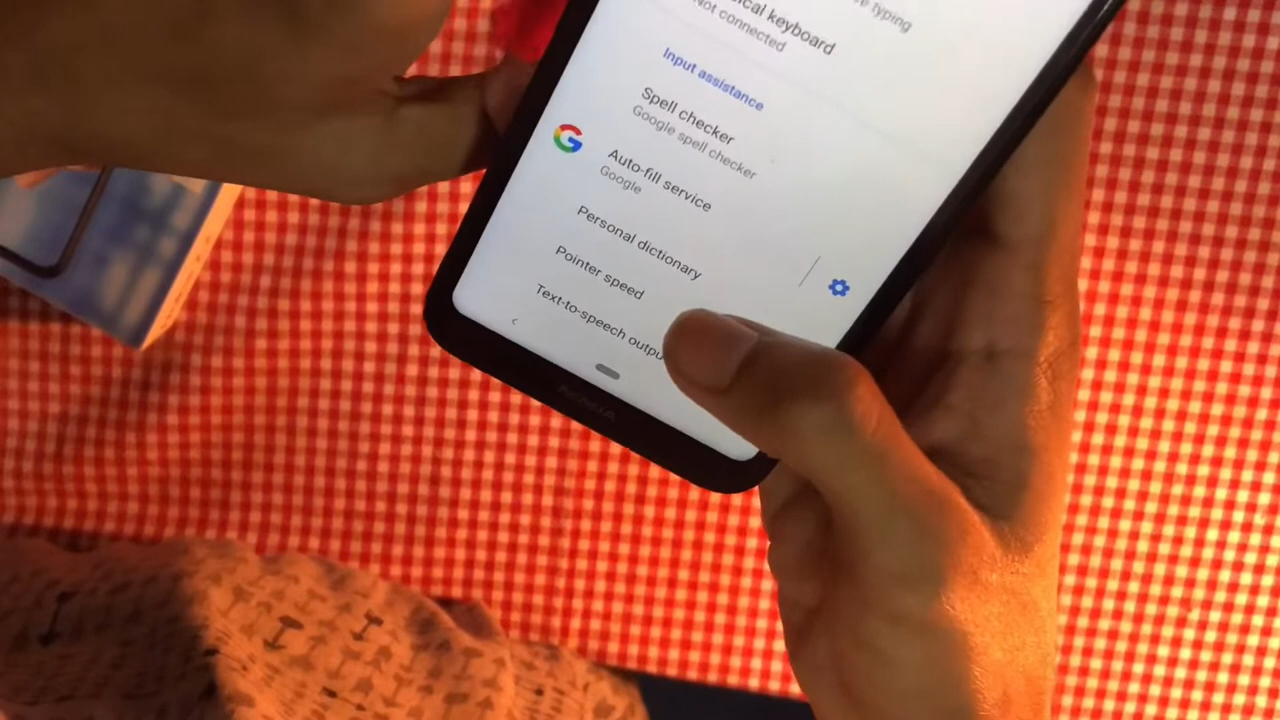 e typing
ical keyboard
Not connected
Input assistance
Spell checker
Google spell checker
Auto-fill service
Google
Personal dictionary
Pointer speed
Text-to-speech outpu
NOKIA